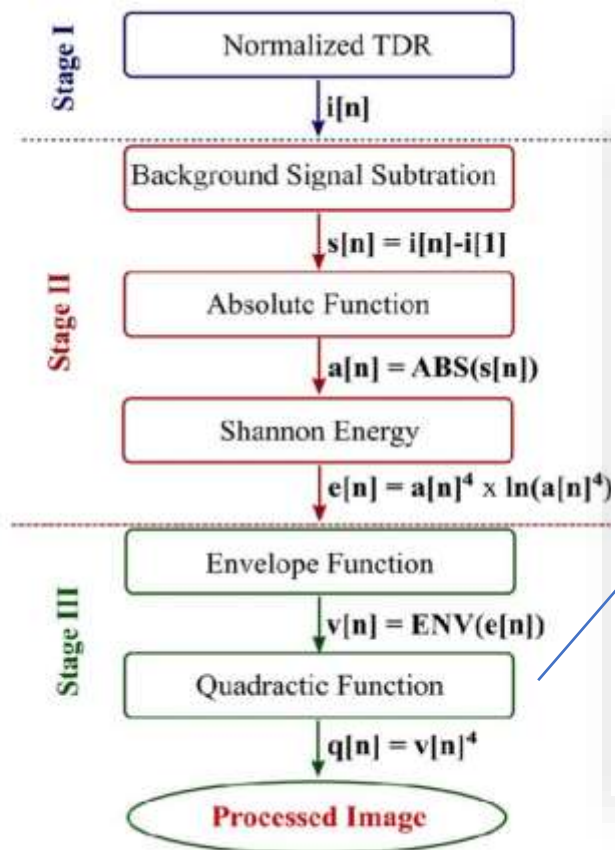 Stage I
Normalized TDR
i[n]
Stage II
Background Signal Subtration
s[n] = i[n]-i[1]
Absolute Function
a[n] = ABS(s[n])
Shannon Energy
e[n] = a[n]⁴ x ln(a[n]⁴)
Stage III
Envelope Function
v[n] = ENV(e[n])
Quadractic Function
q[n] = v[n]⁴
Processed Image